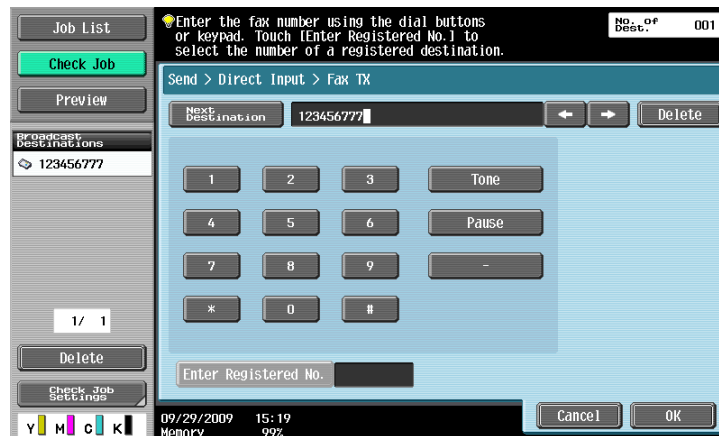 Job List
Check Job
Preview
Broadcast
Destinations
123456777
1/ 1
Delete
Check Job
Settings
Y M C K
Enter the fax number using the dial buttons
or keypad. Touch [Enter Registered No.] to
select the number of a registered destination.
No. of
Dest. 001
Send > Direct Input > Fax TX
Next
Destination 123456777 ← → Delete
1 2 3 Tone
4 5 6 Pause
7 8 9 -
* 0 #
Enter Registered No.
Cancel OK
09/29/2009 15:19
Memory 99%